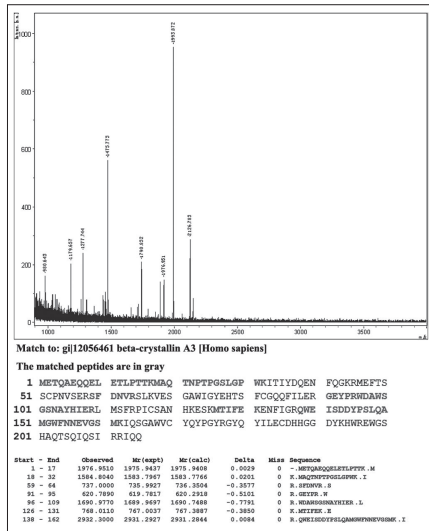 1000
800
600
400
200
0
1000 1500 2000 2500 3000 3500
Match to: gi|12056461 beta-crystallin A3 [Homo sapiens]
The matched peptides are in gray
1 METQAEQQEL ETLPTTKMAQ TNPTPGSLGP WKITIYDQEN FQGKRMEFTS
51 SCPNVSERSF DNVRSLKVES GAWIGYEHTS FCGQQFILER GEYPRWDAWS
101 GSNAYHIERL MSFRPICSAN HKESKMTIFE KENFIGRQWE ISDDYPSLQA
151 MGWFNNEVGS MKIQSGAWVC YQYPGYRGYQ YILECDHHGG DYKHWREWGS
201 HAQTSQIQSI RRIQQ
Start - End Observed Mr(expt) Mr(calc) Delta Miss Sequence
1 - 17 1976.9510 1975.9437 1975.9408 0.0029 0 -.METQAEQQELETLPTTK.M
18 - 32 1584.8040 1583.7967 1583.7766 0.0201 0 K.MAQTNPTPGSLGPWK.I
59 - 64 737.0000 735.9927 736.3504 -0.3577 0 R.SFDNVR.S
91 - 95 620.7890 619.7817 620.2918 -0.5101 0 R.GEYPR.W
96 - 109 1690.9770 1689.9697 1690.7488 -0.7791 0 R.WDAWSGSNAYHIER.L
126 - 131 768.0110 767.0037 767.3887 -0.3850 0 K.MTIFEK.E
138 - 162 2932.3000 2931.2927 2931.2844 0.0084 0 R.QWEISDDYPSLQAMGWFNNEVGSMK.I